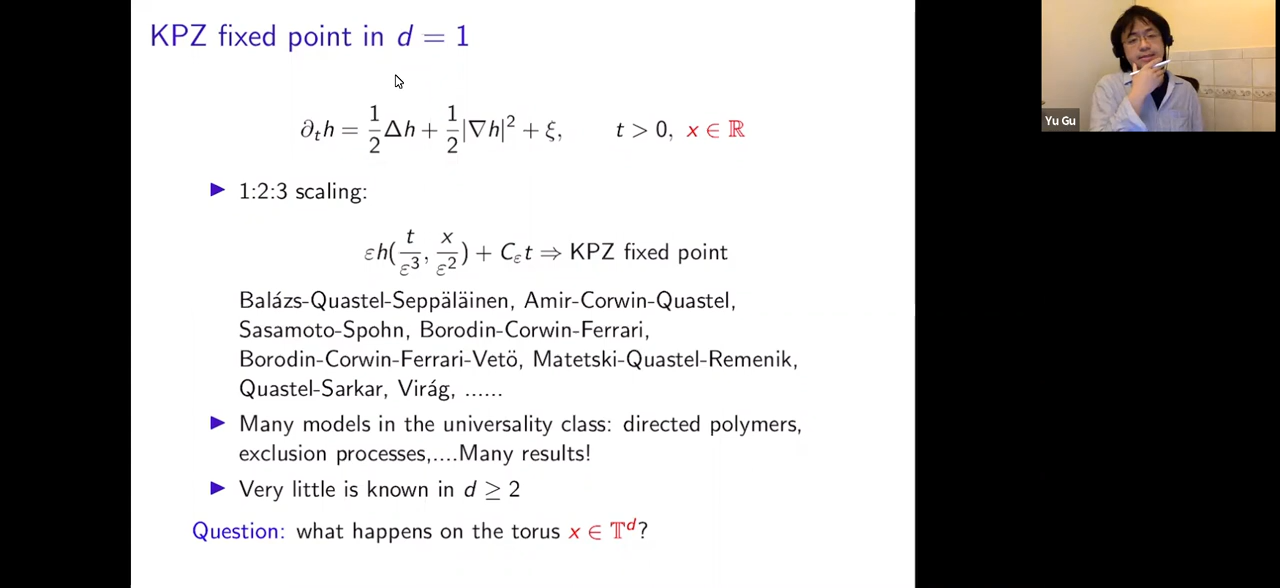 KPZ fixed point in d = 1
∂ₜh = 1/2 Δh + 1/2 |∇h|² + ξ, t > 0, x ∈ ℝ
▶ 1:2:3 scaling:
εh(t/ε³, x/ε²) + C_ε t ⇒ KPZ fixed point
Balázs-Quastel-Seppäläinen, Amir-Corwin-Quastel,
Sasamoto-Spohn, Borodin-Corwin-Ferrari,
Borodin-Corwin-Ferrari-Vetö, Matetski-Quastel-Remenik,
Quastel-Sarkar, Virág, ......
▶ Many models in the universality class: directed polymers,
exclusion processes,....Many results!
▶ Very little is known in d ≥ 2
Question: what happens on the torus x ∈ 𝕋ᵈ?
Yu Gu